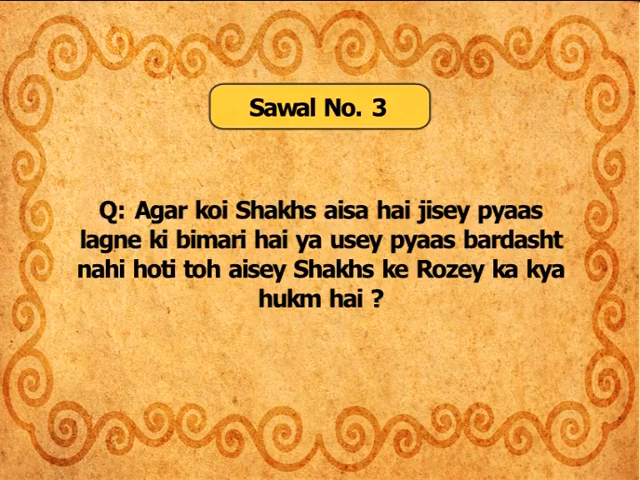 Sawal No. 3
Q: Agar koi Shakhs aisa hai jisey pyaas
lagne ki bimari hai ya usey pyaas bardasht
nahi hoti toh aisey Shakhs ke Rozey ka kya
hukm hai ?